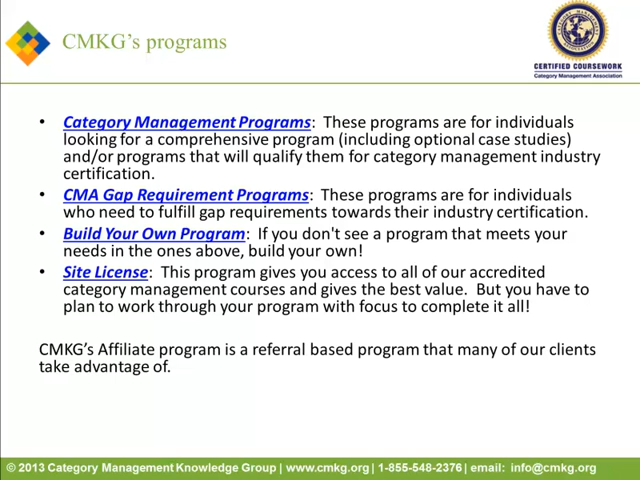 CMKG's programs
CERTIFIED COURSEWORK
Category Management Association
• Category Management Programs: These programs are for individuals
looking for a comprehensive program (including optional case studies)
and/or programs that will qualify them for category management industry
certification.
• CMA Gap Requirement Programs: These programs are for individuals
who need to fulfill gap requirements towards their industry certification.
• Build Your Own Program: If you don't see a program that meets your
needs in the ones above, build your own!
• Site License: This program gives you access to all of our accredited
category management courses and gives the best value. But you have to
plan to work through your program with focus to complete it all!
CMKG's Affiliate program is a referral based program that many of our clients
take advantage of.
© 2013 Category Management Knowledge Group | www.cmkg.org | 1-855-548-2376 | email: info@cmkg.org